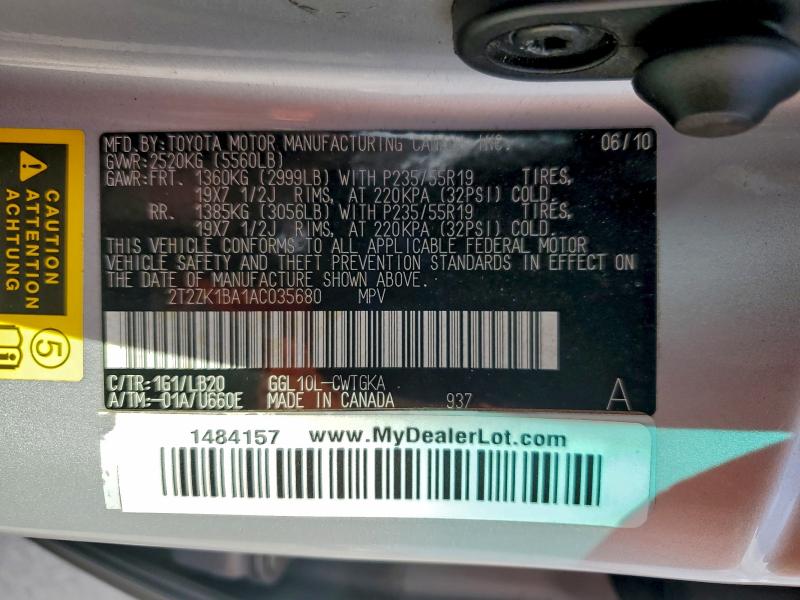 CAUTION
ATTENTION
ACHTUNG
5
MFD.BY:TOYOTA MOTOR MANUFACTURING CANADA INC. 06/10
GVWR:2520KG (5560LB)
GAWR:FRT. 1360KG (2999LB) WITH P235/55R19 TIRES,
19X7 1/2J RIMS, AT 220KPA (32PSI) COLD.
RR. 1385KG (3056LB) WITH P235/55R19 TIRES,
19X7 1/2J RIMS, AT 220KPA (32PSI) COLD.
THIS VEHICLE CONFORMS TO ALL APPLICABLE FEDERAL MOTOR
VEHICLE SAFETY AND THEFT PREVENTION STANDARDS IN EFFECT ON
THE DATE OF MANUFACTURE SHOWN ABOVE.
2T2ZK1BA1AC035680 MPV
C/TR:1G1/LB20 GGL10L-CWTGKA
A/TM:-01A/U660E MADE IN CANADA 937 A
1484157 www.MyDealerLot.com